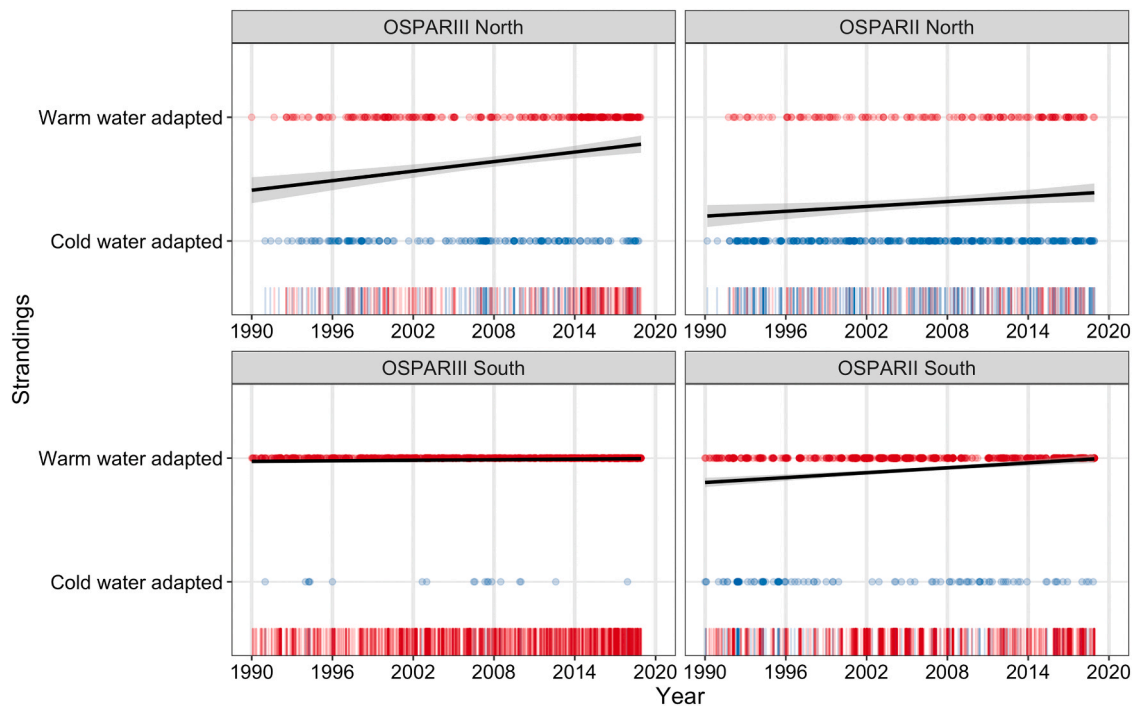 OSPARIII North
OSPARII North
Warm water adapted
Cold water adapted
1990 1996 2002 2008 2014 2020
1990 1996 2002 2008 2014 2020
Strandings
OSPARIII South
OSPARII South
Warm water adapted
Cold water adapted
1990 1996 2002 2008 2014 2020
1990 1996 2002 2008 2014 2020
Year